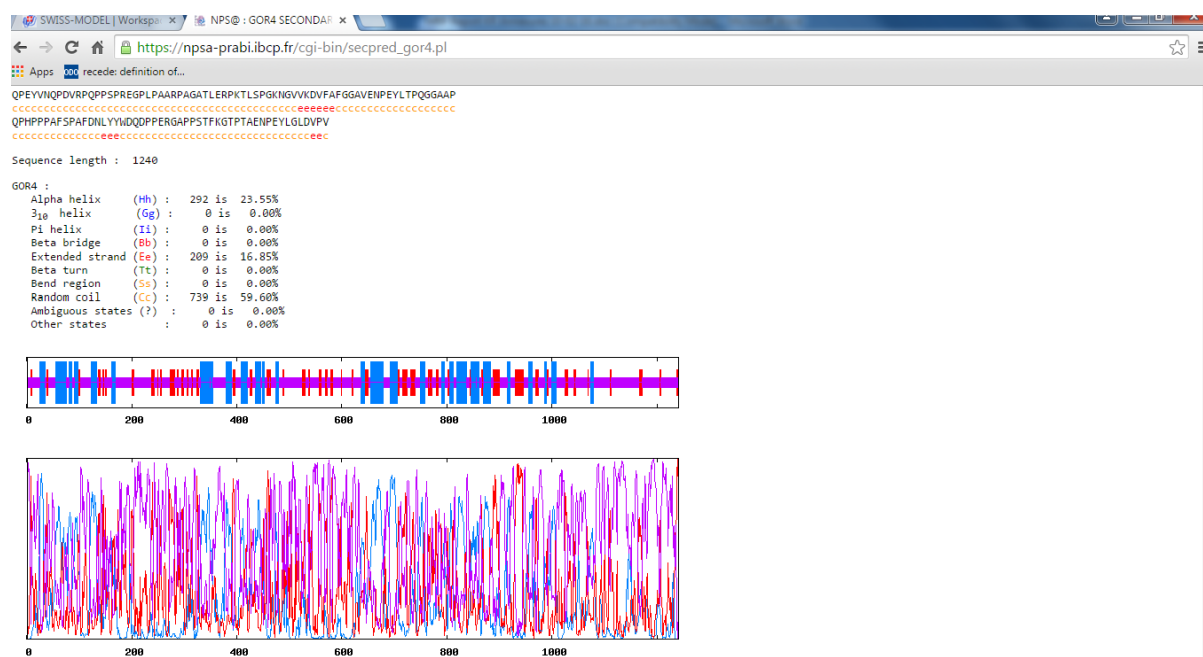 SWISS-MODEL | Workspa × NPS@ : GOR4 SECONDAR ×
https://npsa-prabi.ibcp.fr/cgi-bin/secpred_gor4.pl
Apps recede: definition of...
QPEYVNQPDVRPQPPSPREGPLPAARPAGATLERPKTLSPGKNGVVKDVFAFGGAVENPEYLTPQGGAAP
ccccccccccccccccccccccccccccccccccccccccccccceeeeeeccccccccccccccccccc
QPHPPPAFSPAFDNLYYWDQDPPERGAPPSTFKGTPTAENPEYLGLDVPV
cccccccccccccceeecccccccccccccccccccccccccccccceec
Sequence length : 1240
GOR4 :
Alpha helix (Hh) : 292 is 23.55%
3₁₀ helix (Gg) : 0 is 0.00%
Pi helix (Ii) : 0 is 0.00%
Beta bridge (Bb) : 0 is 0.00%
Extended strand (Ee) : 209 is 16.85%
Beta turn (Tt) : 0 is 0.00%
Bend region (Ss) : 0 is 0.00%
Random coil (Cc) : 739 is 59.60%
Ambiguous states (?) : 0 is 0.00%
Other states : 0 is 0.00%
0 200 400 600 800 1000
0 200 400 600 800 1000